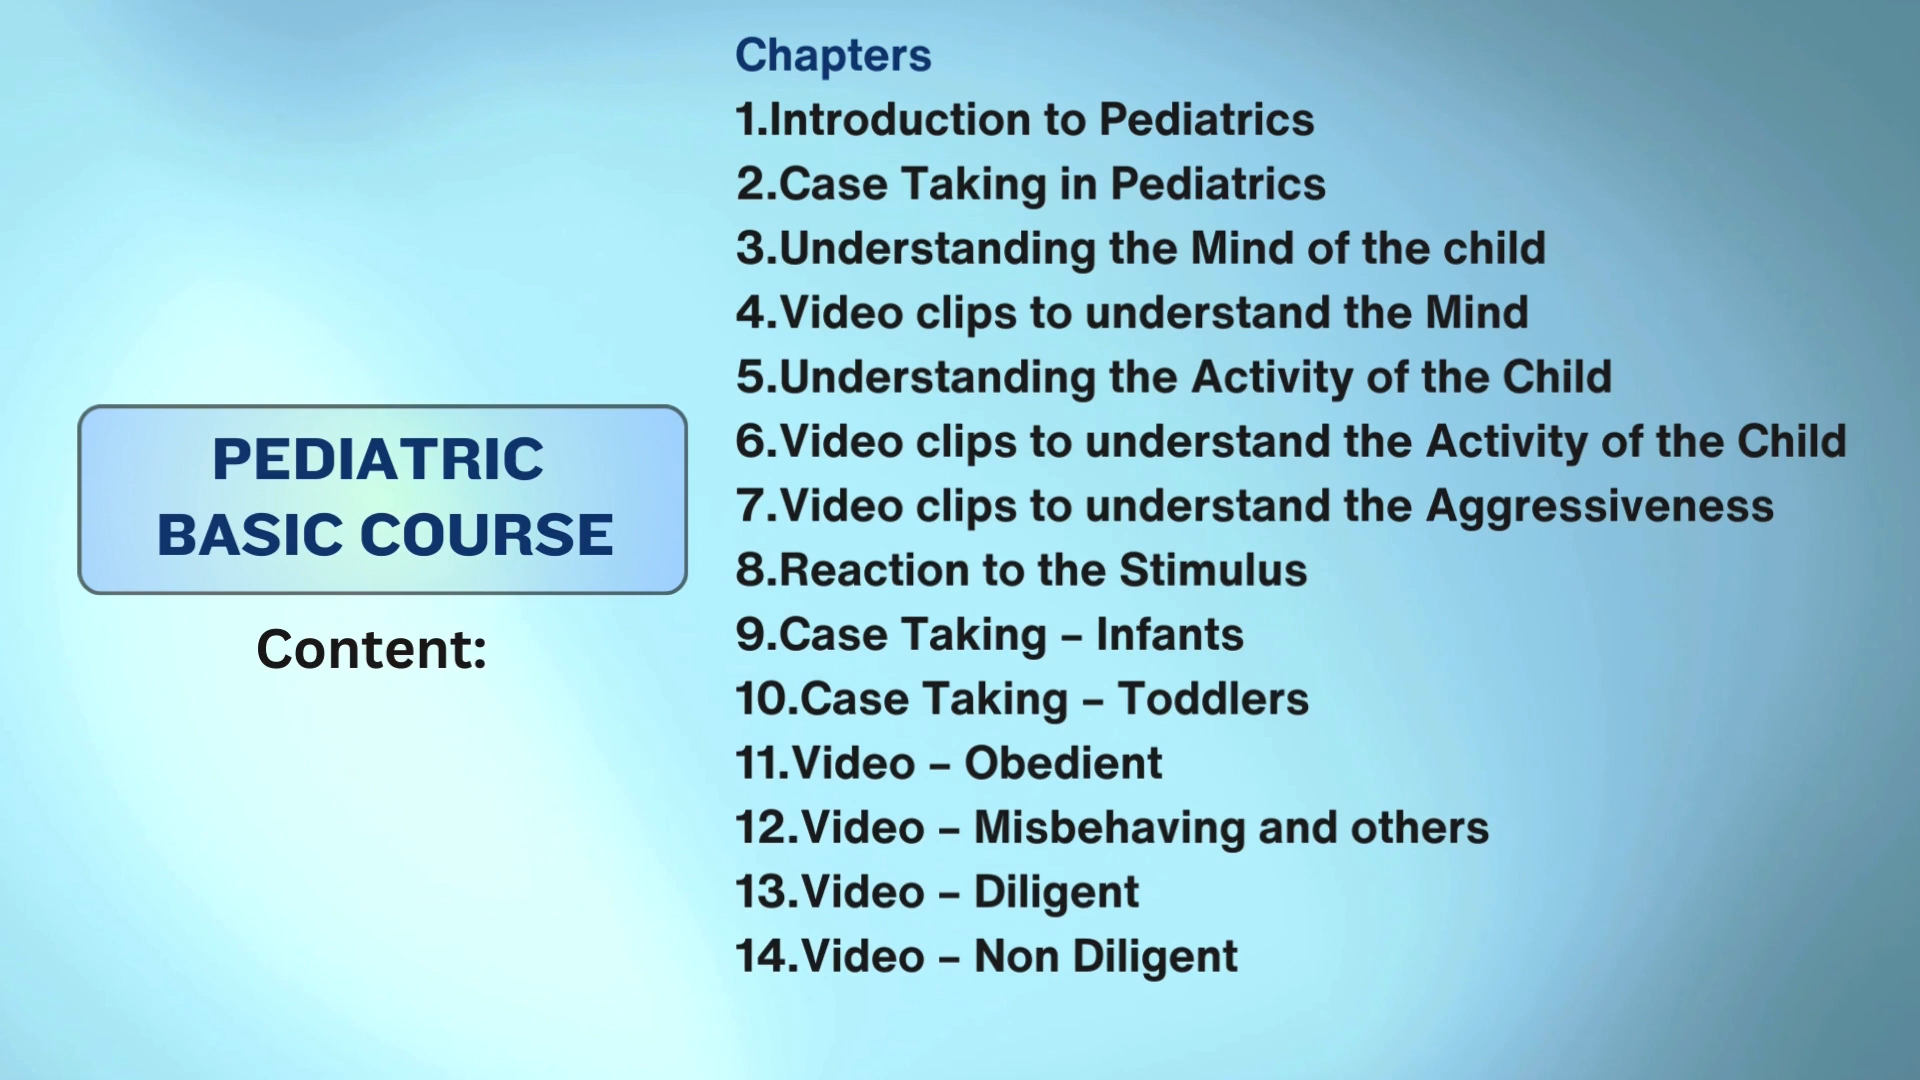 PEDIATRIC
BASIC COURSE
Content:
Chapters
1.Introduction to Pediatrics
2.Case Taking in Pediatrics
3.Understanding the Mind of the child
4.Video clips to understand the Mind
5.Understanding the Activity of the Child
6.Video clips to understand the Activity of the Child
7.Video clips to understand the Aggressiveness
8.Reaction to the Stimulus
9.Case Taking – Infants
10.Case Taking – Toddlers
11.Video – Obedient
12.Video – Misbehaving and others
13.Video – Diligent
14.Video – Non Diligent